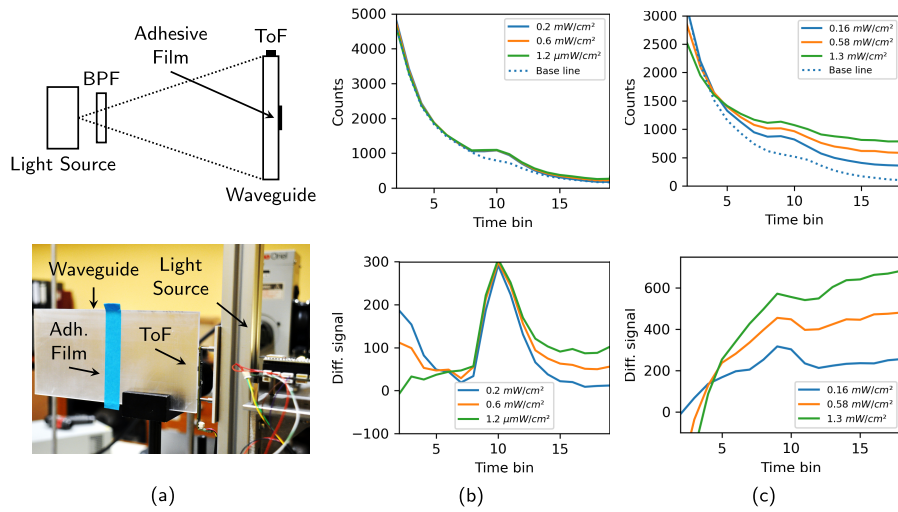 Adhesive
Film
ToF
BPF
Light Source
Waveguide
Waveguide
Light
Source
Adh.
Film
ToF
(a)
5000
4000
3000
2000
1000
0
Counts
5
10
15
Time bin
0.2 mW/cm²
0.6 mW/cm²
1.2 μmW/cm²
Base line
300
200
100
0
−100
Diff. signal
5
10
15
Time bin
0.2 mW/cm²
0.6 mW/cm²
1.2 μmW/cm²
(b)
3000
2500
2000
1500
1000
500
0
Counts
5
10
15
Time bin
0.16 mW/cm²
0.58 mW/cm²
1.3 mW/cm²
Base line
600
400
200
0
Diff. signal
5
10
15
Time bin
0.16 mW/cm²
0.58 mW/cm²
1.3 mW/cm²
(c)